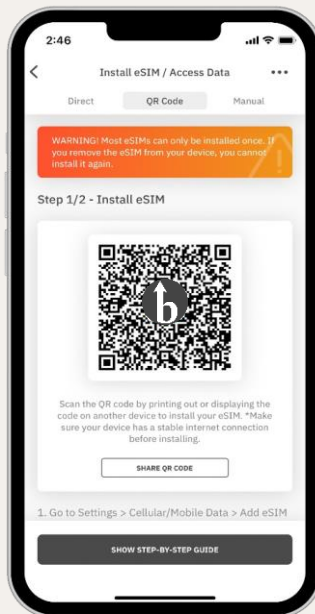 2:46
Install eSIM / Access Data
Direct QR Code Manual
WARNING! Most eSIMs can only be installed once. If
you remove the eSIM from your device, you cannot
install it again.
Step 1/2 - Install eSIM
b
Scan the QR code by printing out or displaying the
code on another device to install your eSIM. *Make
sure your device has a stable internet connection
before installing.
SHARE QR CODE
1. Go to Settings > Cellular/Mobile Data > Add eSIM
SHOW STEP-BY-STEP GUIDE